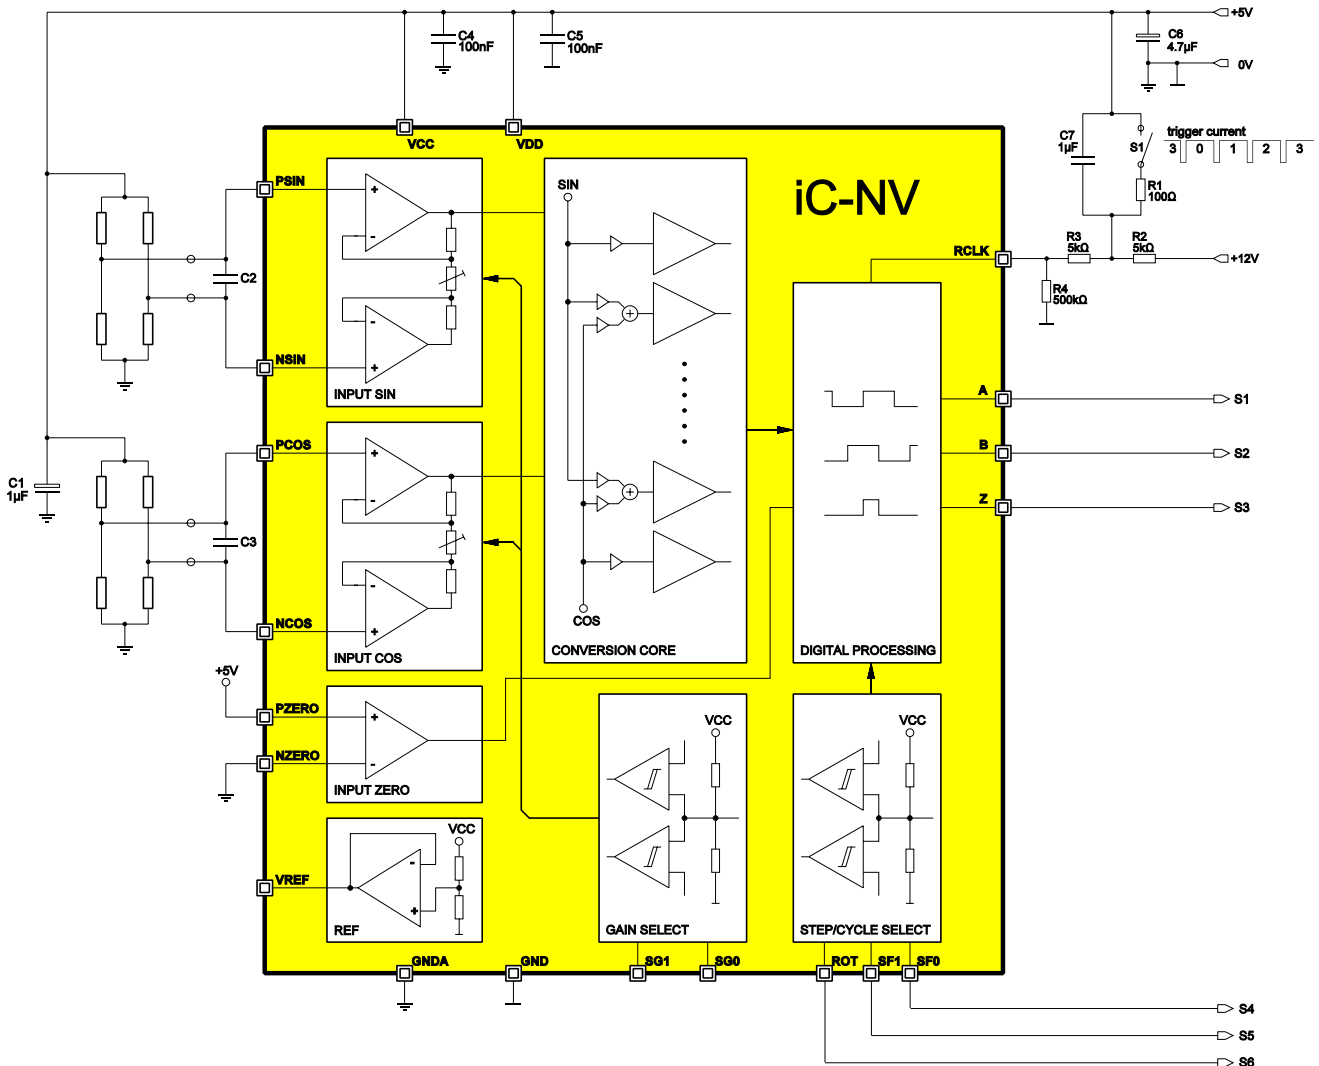 +5V
C4
100nF
C5
100nF
C6
4.7µF
0V
VCC
VDD
C7
1µF
S1
trigger current
3 0 1 2 3
R1
100Ω
PSIN
SIN
iC-NV
RCLK
R3
5kΩ
R2
5kΩ
+12V
C2
R4
500kΩ
NSIN
INPUT SIN
A
S1
PCOS
B
S2
C1
1µF
Z
S3
C3
NCOS
COS
INPUT COS
CONVERSION CORE
DIGITAL PROCESSING
+5V
PZERO
NZERO
INPUT ZERO
VCC
VCC
VCC
VREF
REF
GAIN SELECT
STEP/CYCLE SELECT
GNDA
GND
SG1
SG0
ROT
SF1
SF0
S4
S5
S6